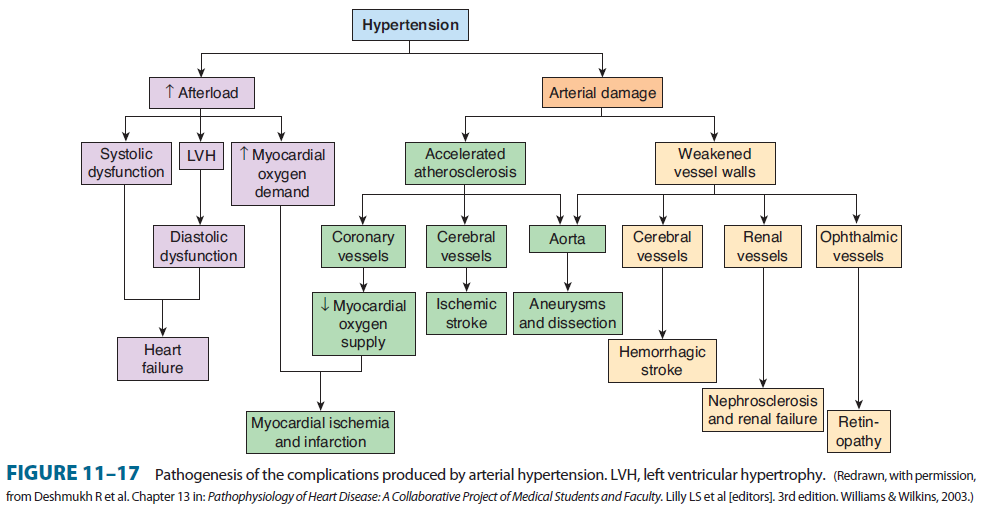 Hypertension
↑ Afterload
Arterial damage
Systolic
dysfunction
LVH
↑ Myocardial
oxygen
demand
Accelerated
atherosclerosis
Weakened
vessel walls
Diastolic
dysfunction
Coronary
vessels
Cerebral
vessels
Aorta
Cerebral
vessels
Renal
vessels
Ophthalmic
vessels
↓ Myocardial
oxygen
supply
Ischemic
stroke
Aneurysms
and dissection
Heart
failure
Hemorrhagic
stroke
Nephrosclerosis
and renal failure
Retin-
opathy
Myocardial ischemia
and infarction
FIGURE 11–17 Pathogenesis of the complications produced by arterial hypertension. LVH, left ventricular hypertrophy. (Redrawn, with permission,
from Deshmukh R et al. Chapter 13 in: Pathophysiology of Heart Disease: A Collaborative Project of Medical Students and Faculty. Lilly LS et al [editors]. 3rd edition. Williams & Wilkins, 2003.)